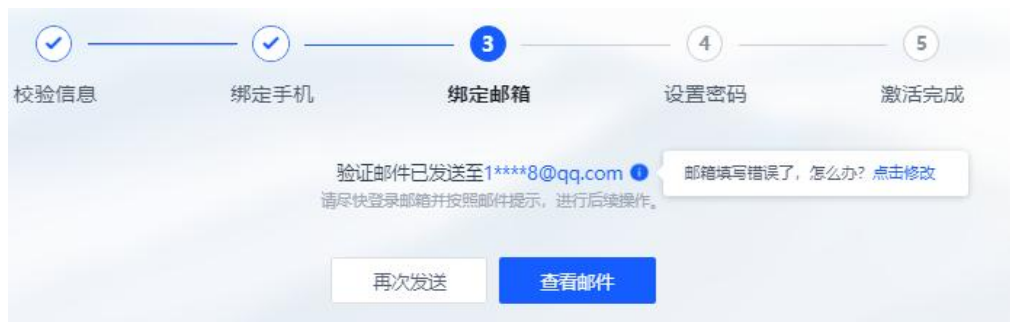 3 4 5
校验信息 绑定手机 绑定邮箱 设置密码 激活完成
验证邮件已发送至1****8@qq.com 邮箱填写错误了，怎么办？点击修改
请尽快登录邮箱并按照邮件提示，进行后续操作。
再次发送 查看邮件